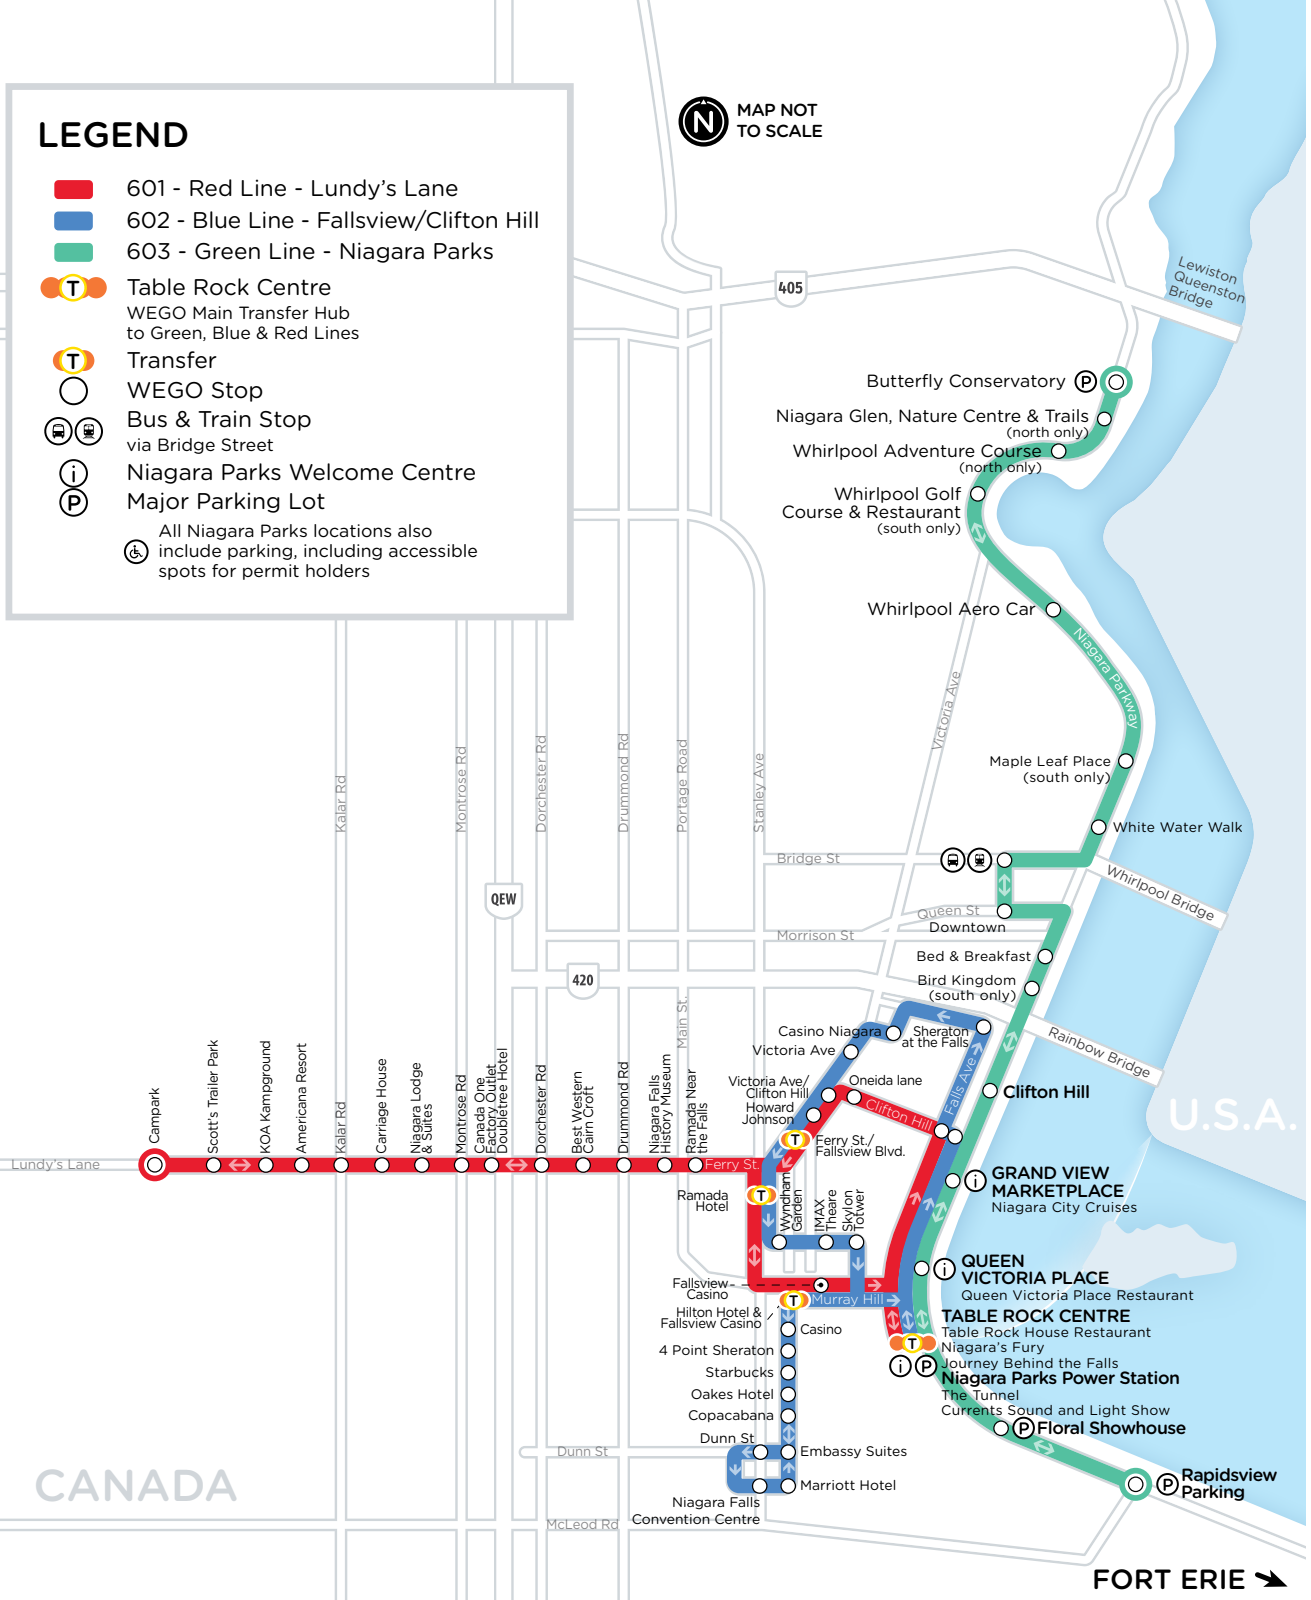 LEGEND
601 - Red Line - Lundy's Lane
602 - Blue Line - Fallsview/Clifton Hill
603 - Green Line - Niagara Parks
T
Table Rock Centre
WEGO Main Transfer Hub
to Green, Blue & Red Lines
T
Transfer
WEGO Stop
Bus & Train Stop
via Bridge Street
i
Niagara Parks Welcome Centre
P
Major Parking Lot
All Niagara Parks locations also
include parking, including accessible
spots for permit holders
N
MAP NOT
TO SCALE
405
Lewiston
Queenston
Bridge
Butterfly Conservatory
P
Niagara Glen, Nature Centre & Trails
(north only)
Whirlpool Adventure Course
(north only)
Whirlpool Golf
Course & Restaurant
(south only)
Whirlpool Aero Car
Niagara Parkway
Victoria Ave
Maple Leaf Place
(south only)
White Water Walk
Kalar Rd
Montrose Rd
Dorchester Rd
Drummond Rd
Portage Road
Stanley Ave
Bridge St
Whirlpool Bridge
QEW
Queen St
Downtown
Morrison St
Bed & Breakfast
420
Bird Kingdom
(south only)
Main St.
Casino Niagara
Sheraton
at the Falls
Victoria Ave
Rainbow Bridge
Falls Ave
Victoria Ave/
Clifton Hill
Oneida lane
Clifton Hill
Clifton Hill
Howard
Johnson
U.S.A.
T
Ferry St./
Fallsview Blvd.
Lundy's Lane
Campark
Scott's Trailer Park
KOA Kampground
Americana Resort
Kalar Rd
Carriage House
Niagara Lodge
& Suites
Montrose Rd
Canada One
Factory Outlet
Doubletree Hotel
Dorchester Rd
Best Western
Cairn Croft
Drummond Rd
Niagara Falls
History Museum
Ramada Near
the Falls
Ferry St.
Ramada
Hotel
T
Wyndham
Garden
IMAX
Theare
Skylon
Totwer
i
GRAND VIEW
MARKETPLACE
Niagara City Cruises
i
QUEEN
VICTORIA PLACE
Queen Victoria Place Restaurant
Fallsview
Casino
T
Murray Hill
Hilton Hotel &
Fallsview Casino
TABLE ROCK CENTRE
Table Rock House Restaurant
Niagara's Fury
Journey Behind the Falls
T
i
P
Niagara Parks Power Station
The Tunnel
Currents Sound and Light Show
P
Floral Showhouse
Casino
4 Point Sheraton
Starbucks
Oakes Hotel
Copacabana
Dunn St
Dunn St
Embassy Suites
Marriott Hotel
Niagara Falls
Convention Centre
P
Rapidsview
Parking
CANADA
McLeod Rd
FORT ERIE